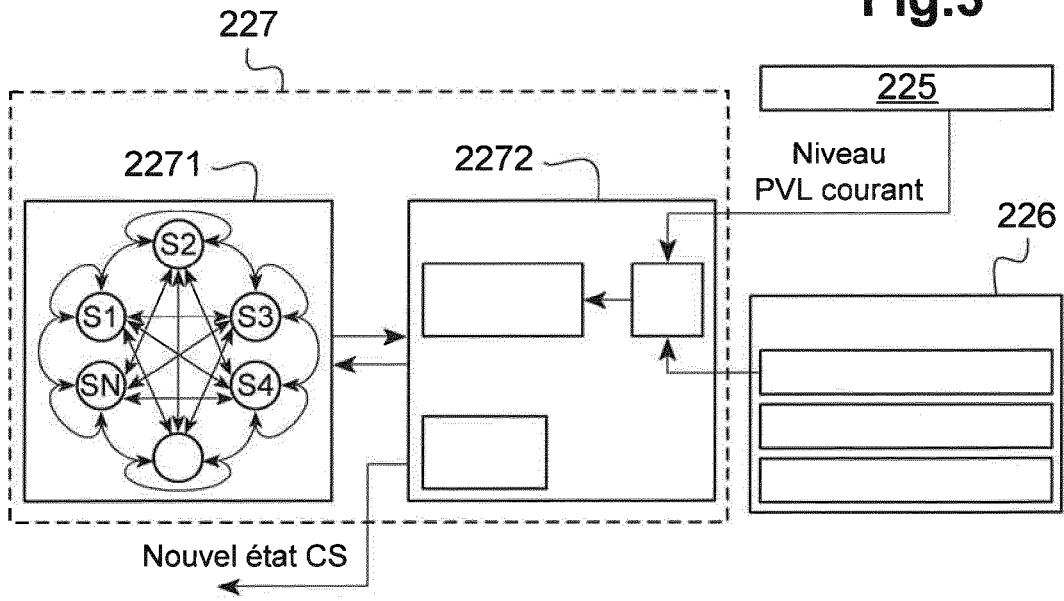 Fig.3
227
225
Niveau
PVL courant
2271
2272
226
S2
S1
S3
SN
S4
Nouvel état CS